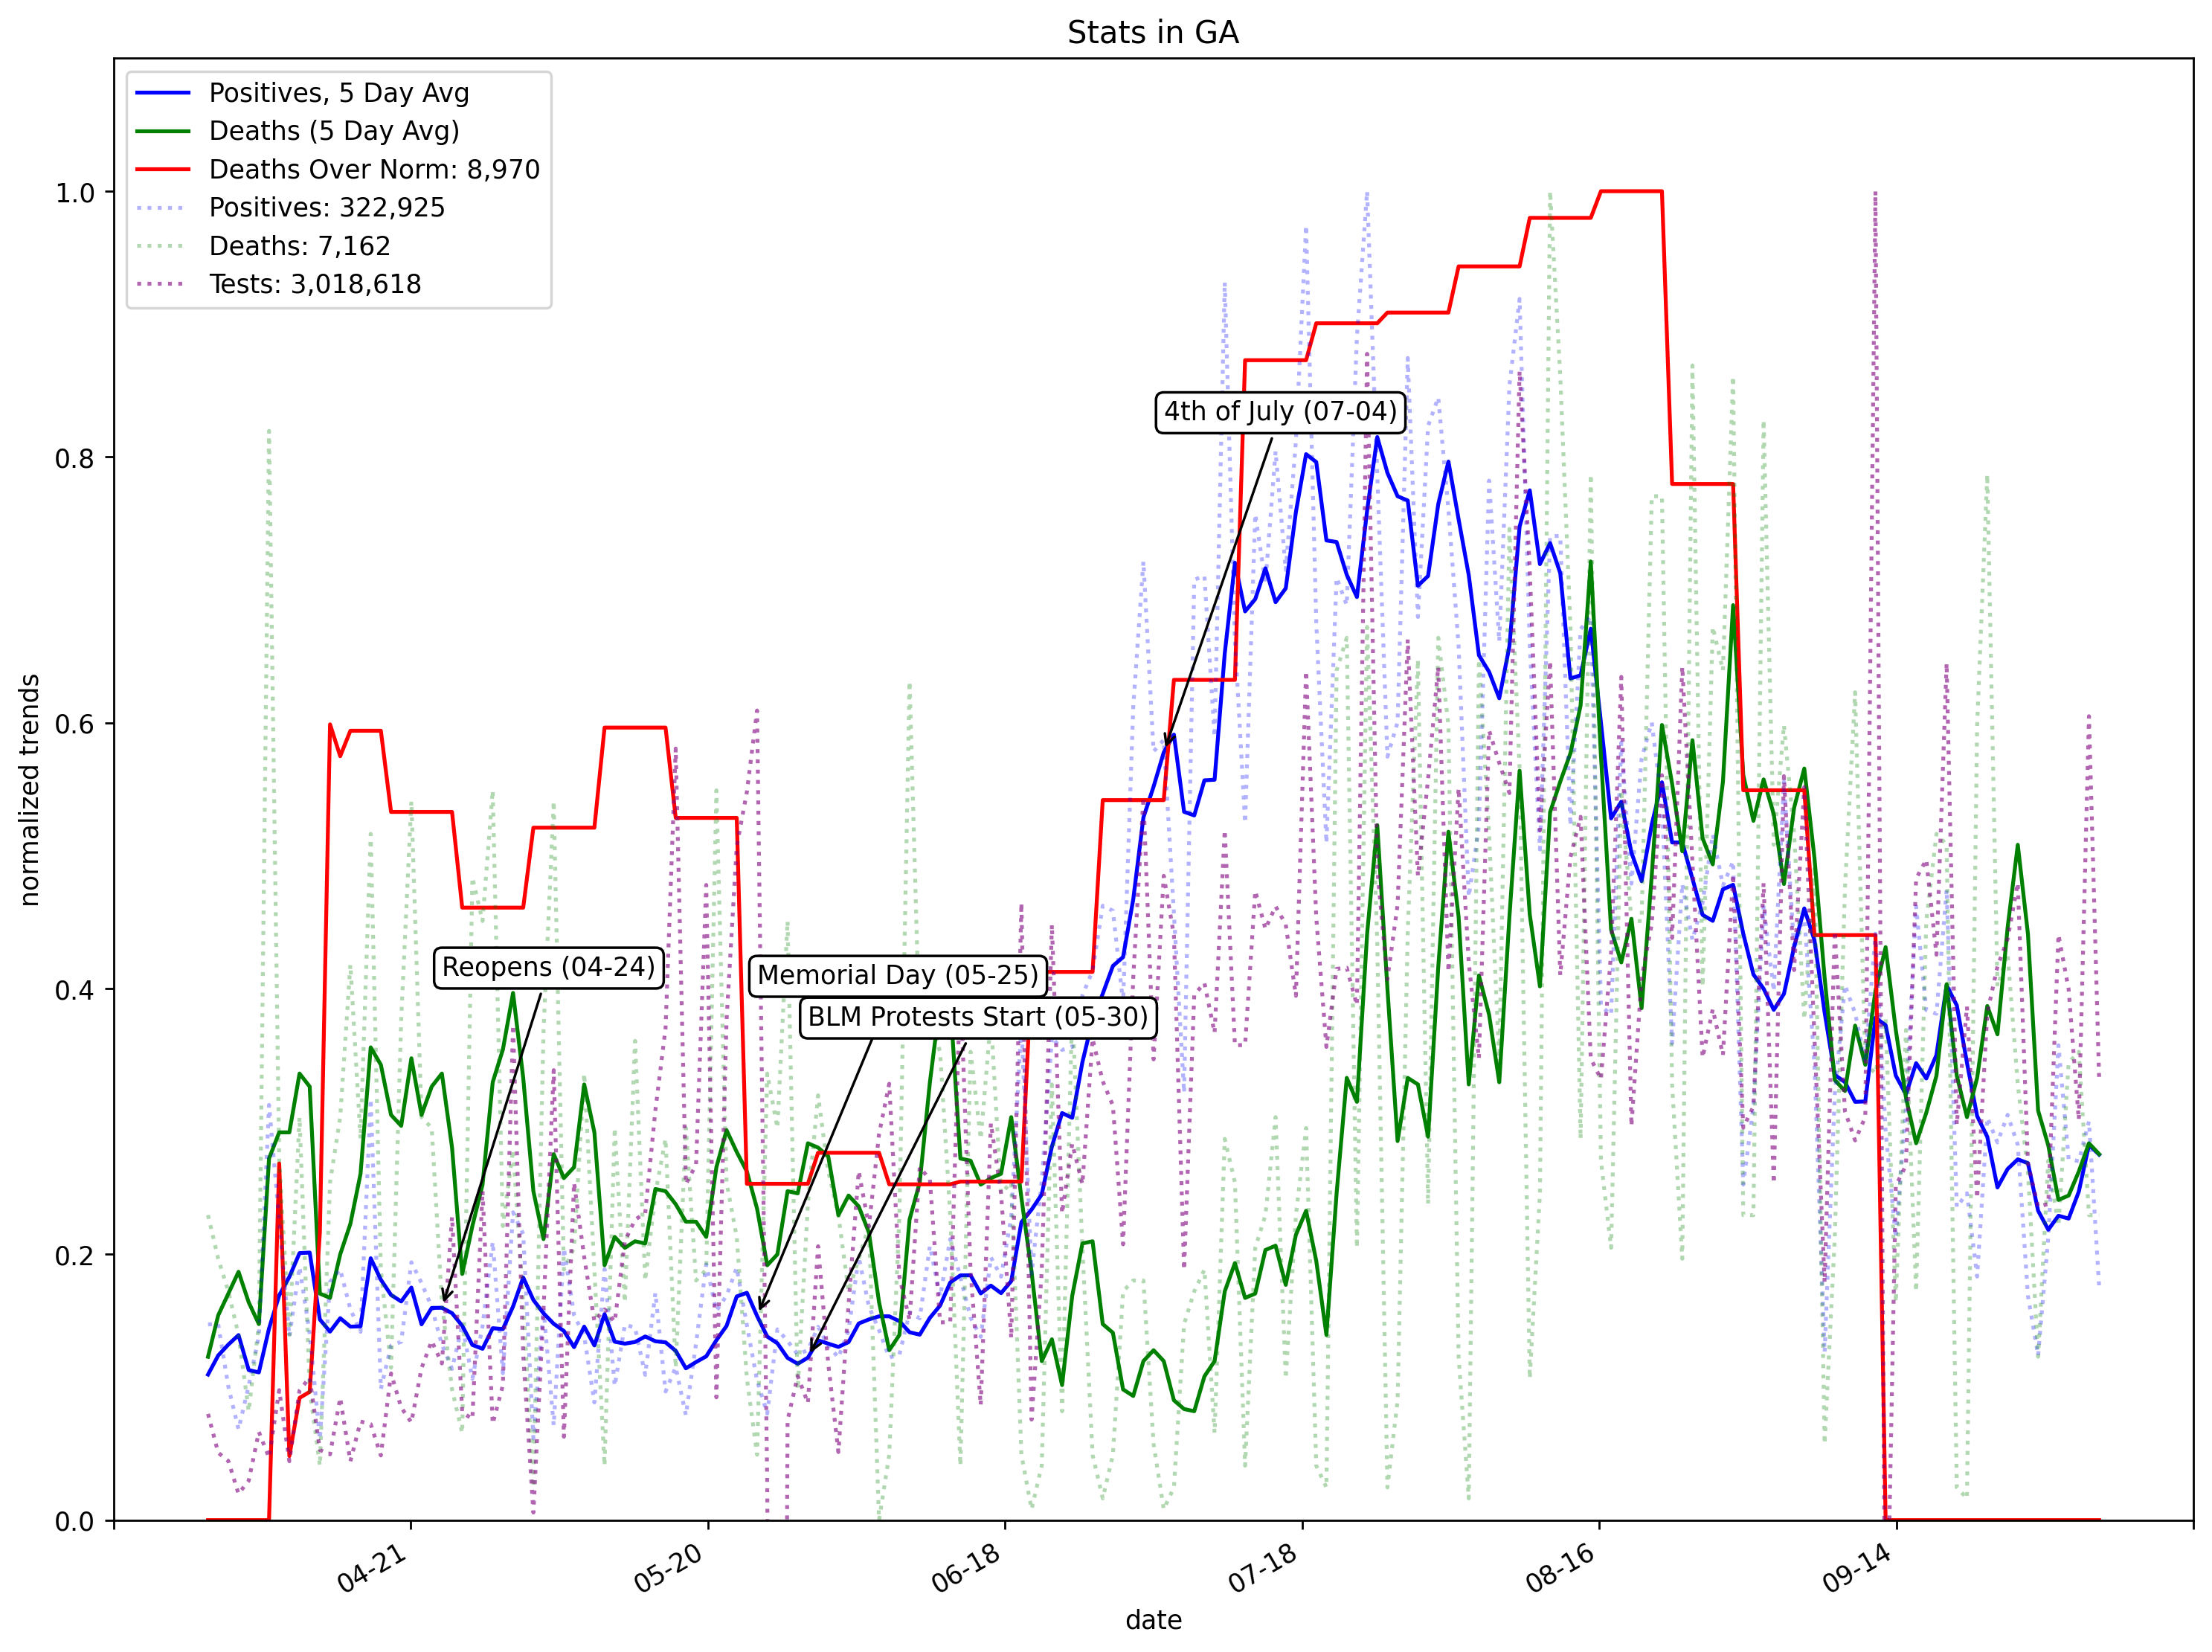 Stats in GA
Positives, 5 Day Avg
Deaths (5 Day Avg)
Deaths Over Norm: 8,970
Positives: 322,925
Deaths: 7,162
Tests: 3,018,618
1.0
0.8
0.6
0.4
0.2
0.0
normalized trends
4th of July (07-04)
Reopens (04-24)
Memorial Day (05-25)
BLM Protests Start (05-30)
04-21
05-20
06-18
07-18
08-16
09-14
date